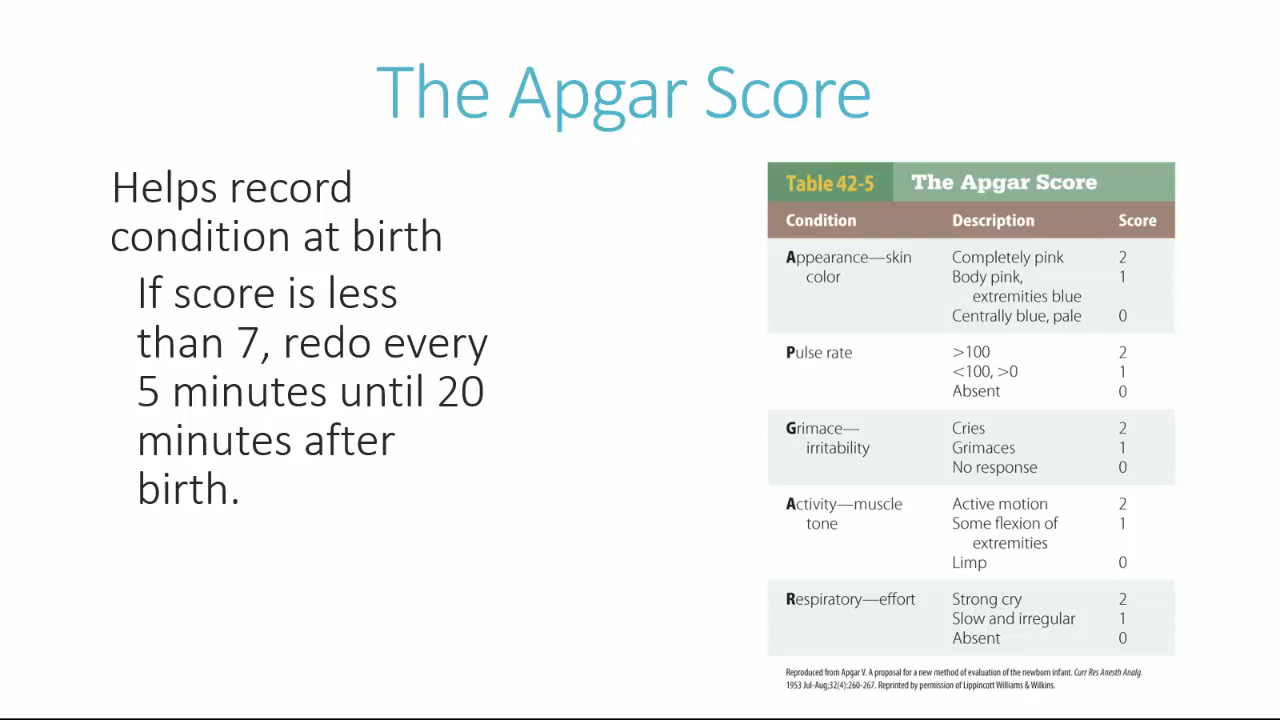 The Apgar Score
Helps record
condition at birth
If score is less
than 7, redo every
5 minutes until 20
minutes after
birth.
Table 42-5 The Apgar Score
Condition Description Score
Appearance—skin Completely pink 2
color Body pink, 1
extremities blue
Centrally blue, pale 0
Pulse rate >100 2
<100, >0 1
Absent 0
Grimace— Cries 2
irritability Grimaces 1
No response 0
Activity—muscle Active motion 2
tone Some flexion of 1
extremities
Limp 0
Respiratory—effort Strong cry 2
Slow and irregular 1
Absent 0
Reproduced from Apgar V. A proposal for a new method of evaluation of the newborn infant. Curr Res Anesth Analg.
1953 Jul-Aug;32(4):260-267. Reprinted by permission of Lippincott Williams & Wilkins.